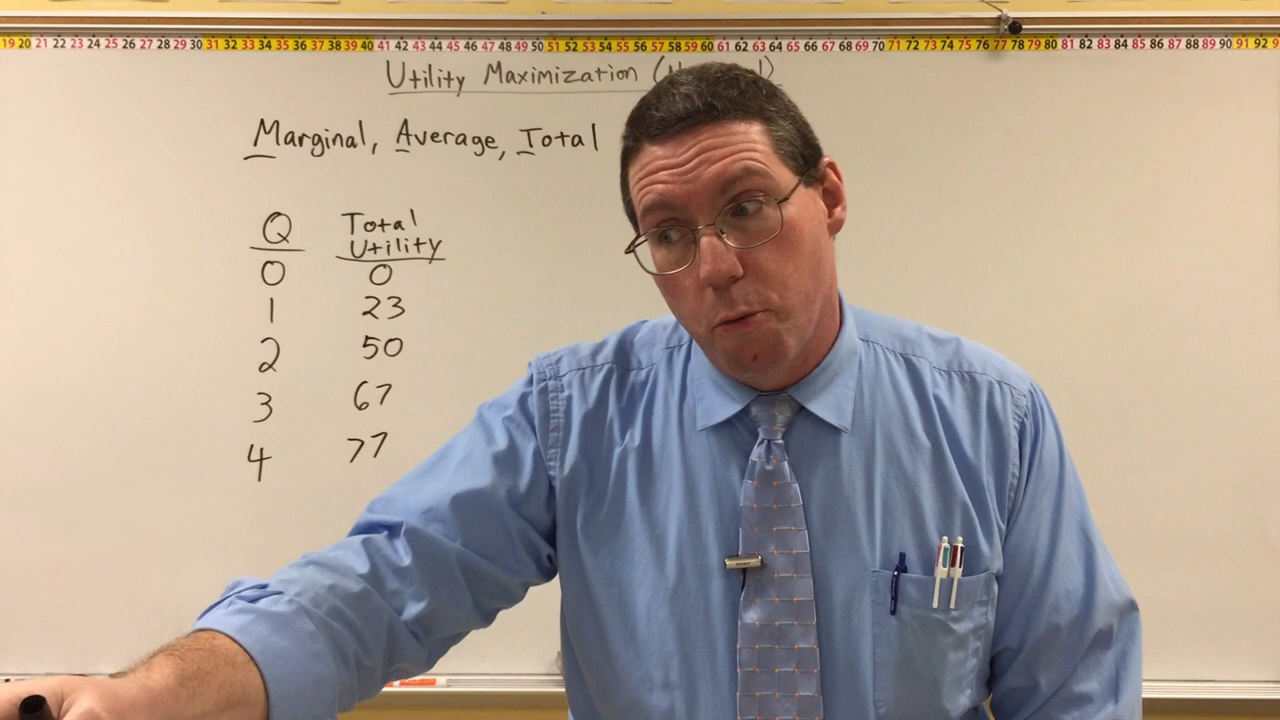 19 20 21 22 23 24 25 26 27 28 29 30 31 32 33 34 35 36 37 38 39 40 41 42 43 44 45 46 47 48 49 50 51 52 53 54 55 56 57 58 59 60 61 62 63 64 65 66 67 68 69 70 71 72 73 74 75 76 77 78 79 80 81 82 83 84 85 86 87 88 89 90 91 92
Utility Maximization
Marginal, Average, Total
Q Total Utility
0 0
1 23
2 50
3 67
4 77